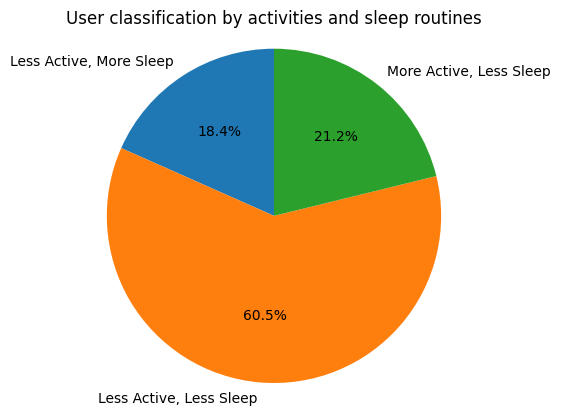 User classification by activities and sleep routines
Less Active, More Sleep
More Active, Less Sleep
18.4%
21.2%
60.5%
Less Active, Less Sleep